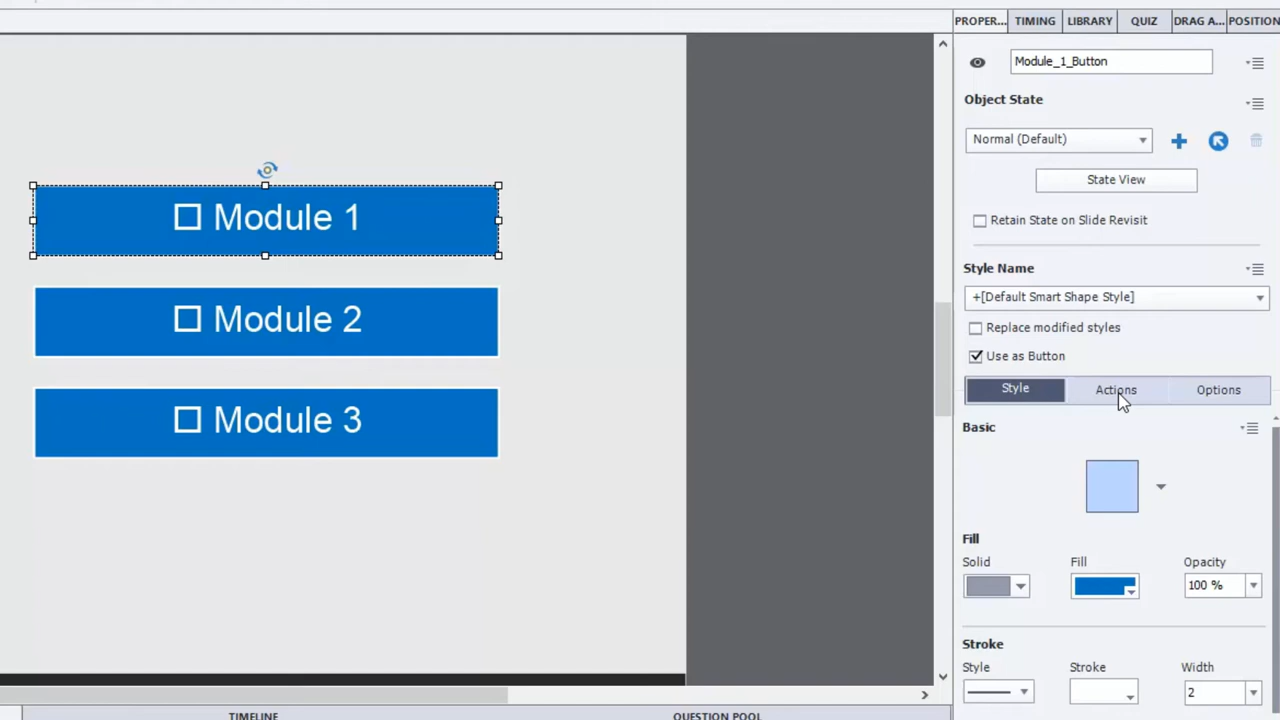 PROPER... TIMING LIBRARY QUIZ DRAG A... POSITION
Module_1_Button
Object State
Normal (Default)
State View
Retain State on Slide Revisit
Style Name
+[Default Smart Shape Style]
Replace modified styles
Use as Button
Style Actions Options
Basic
Fill
Solid Fill Opacity
100 %
Stroke
Style Stroke Width
2
Module 1
Module 2
Module 3
TIMELINE QUESTION POOL